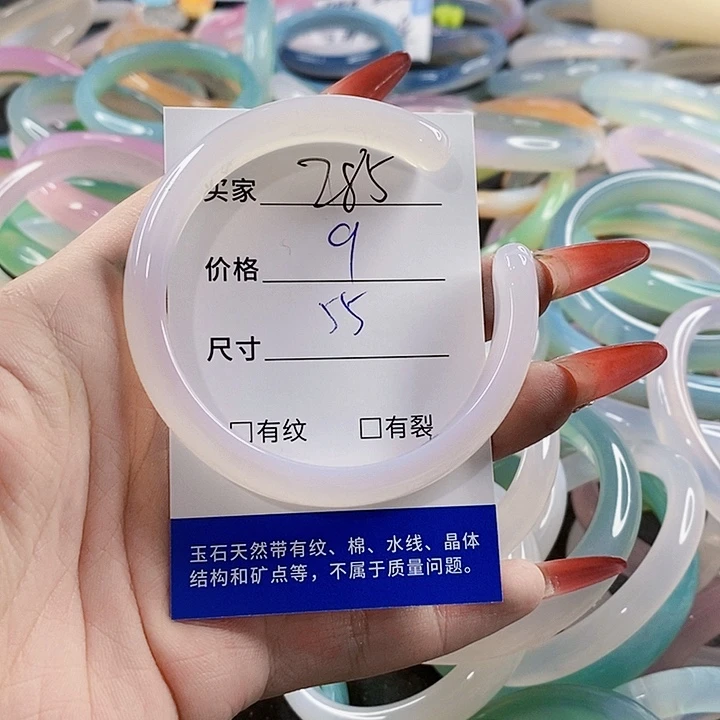 买家 285
价格 9
尺寸 55
□有纹 □有裂
玉石天然带有纹、棉、水线、晶体
结构和矿点等，不属于质量问题。